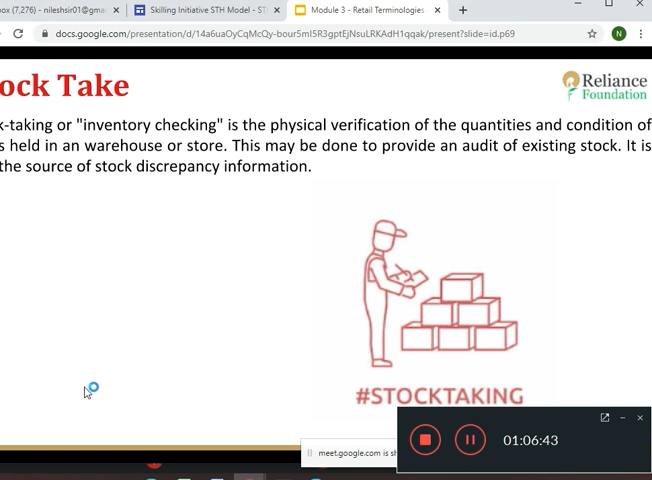 box (7,276) - nileshsir01@gma
Skilling Initiative STH Model - ST
Module 3 - Retail Terminologies
docs.google.com/presentation/d/14a6uaOyCqMcQy-bour5mI5R3gptEjNsuLRKAdH1qqak/present?slide=id.p69
N
ock Take
Reliance
Foundation
k-taking or "inventory checking" is the physical verification of the quantities and condition of
s held in an warehouse or store. This may be done to provide an audit of existing stock. It is
the source of stock discrepancy information.
#STOCKTAKING
meet.google.com is sh
01:06:43